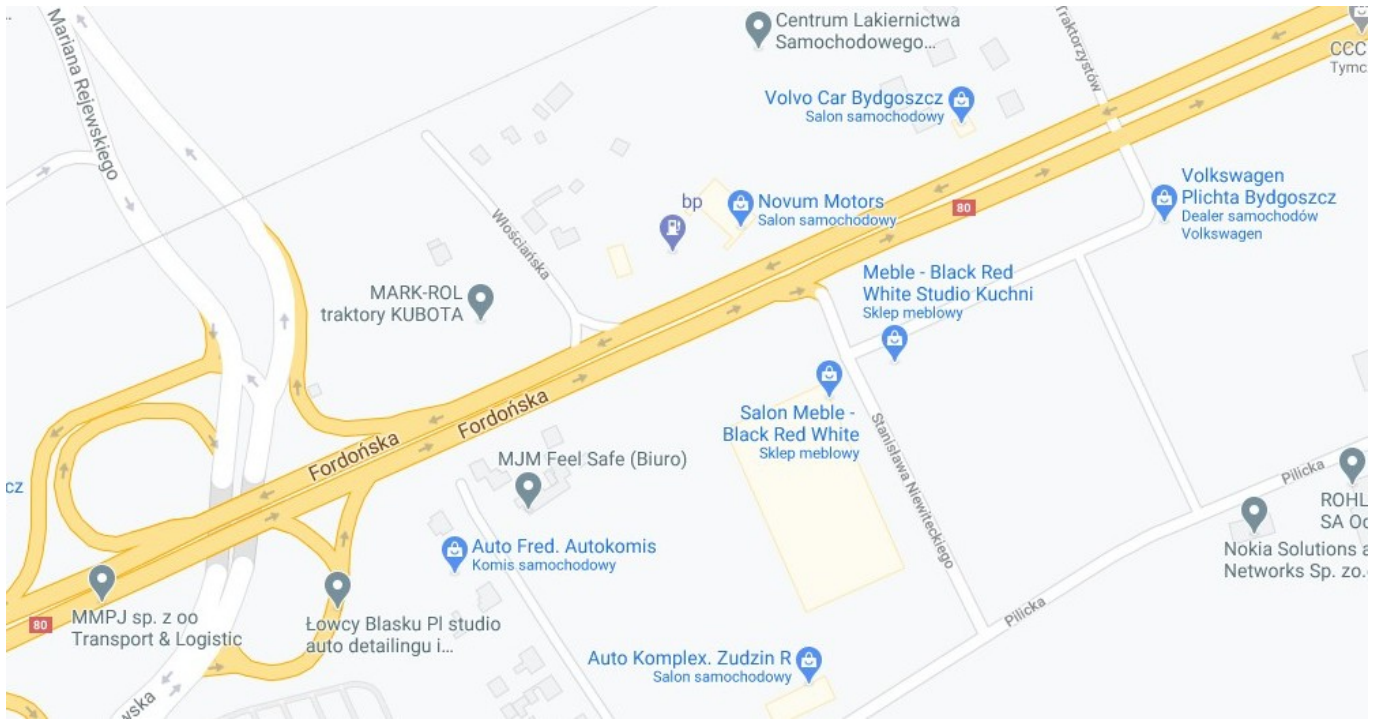 Mariana Rejewskiego
Centrum Lakiernictwa
Samochodowego...
Traktorzystów
CCC
Tymc
Volvo Car Bydgoszcz
Salon samochodowy
Volkswagen
Plichta Bydgoszcz
Dealer samochodów
Volkswagen
bp
Novum Motors
Salon samochodowy
80
Włościańska
MARK-ROL
traktory KUBOTA
Meble - Black Red
White Studio Kuchni
Sklep meblowy
Salon Meble -
Black Red White
Sklep meblowy
Fordońska
Fordońska
Stanisława Niewiteckiego
MJM Feel Safe (Biuro)
cz
Pilicka
ROHL
SA Oc
Nokia Solutions a
Networks Sp. zo.
Auto Fred. Autokomis
Komis samochodowy
80
MMPJ sp. z oo
Transport & Logistic
Łowcy Blasku Pl studio
auto detailingu i...
Pilicka
Auto Komplex. Zudzin R
Salon samochodowy
wska